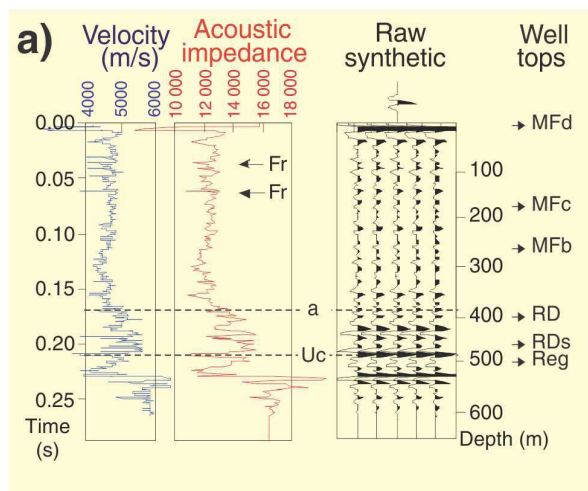 a)
Velocity
(m/s)
Acoustic
impedance
Raw
synthetic
Well
tops
4000
5000
6000
10 000
12 000
14 000
16 000
18 000
0.00
0.05
0.10
0.15
0.20
0.25
Time
(s)
Fr
Fr
a
Uc
100
200
300
400
500
600
Depth (m)
MFd
MFc
MFb
RD
RDs
Reg